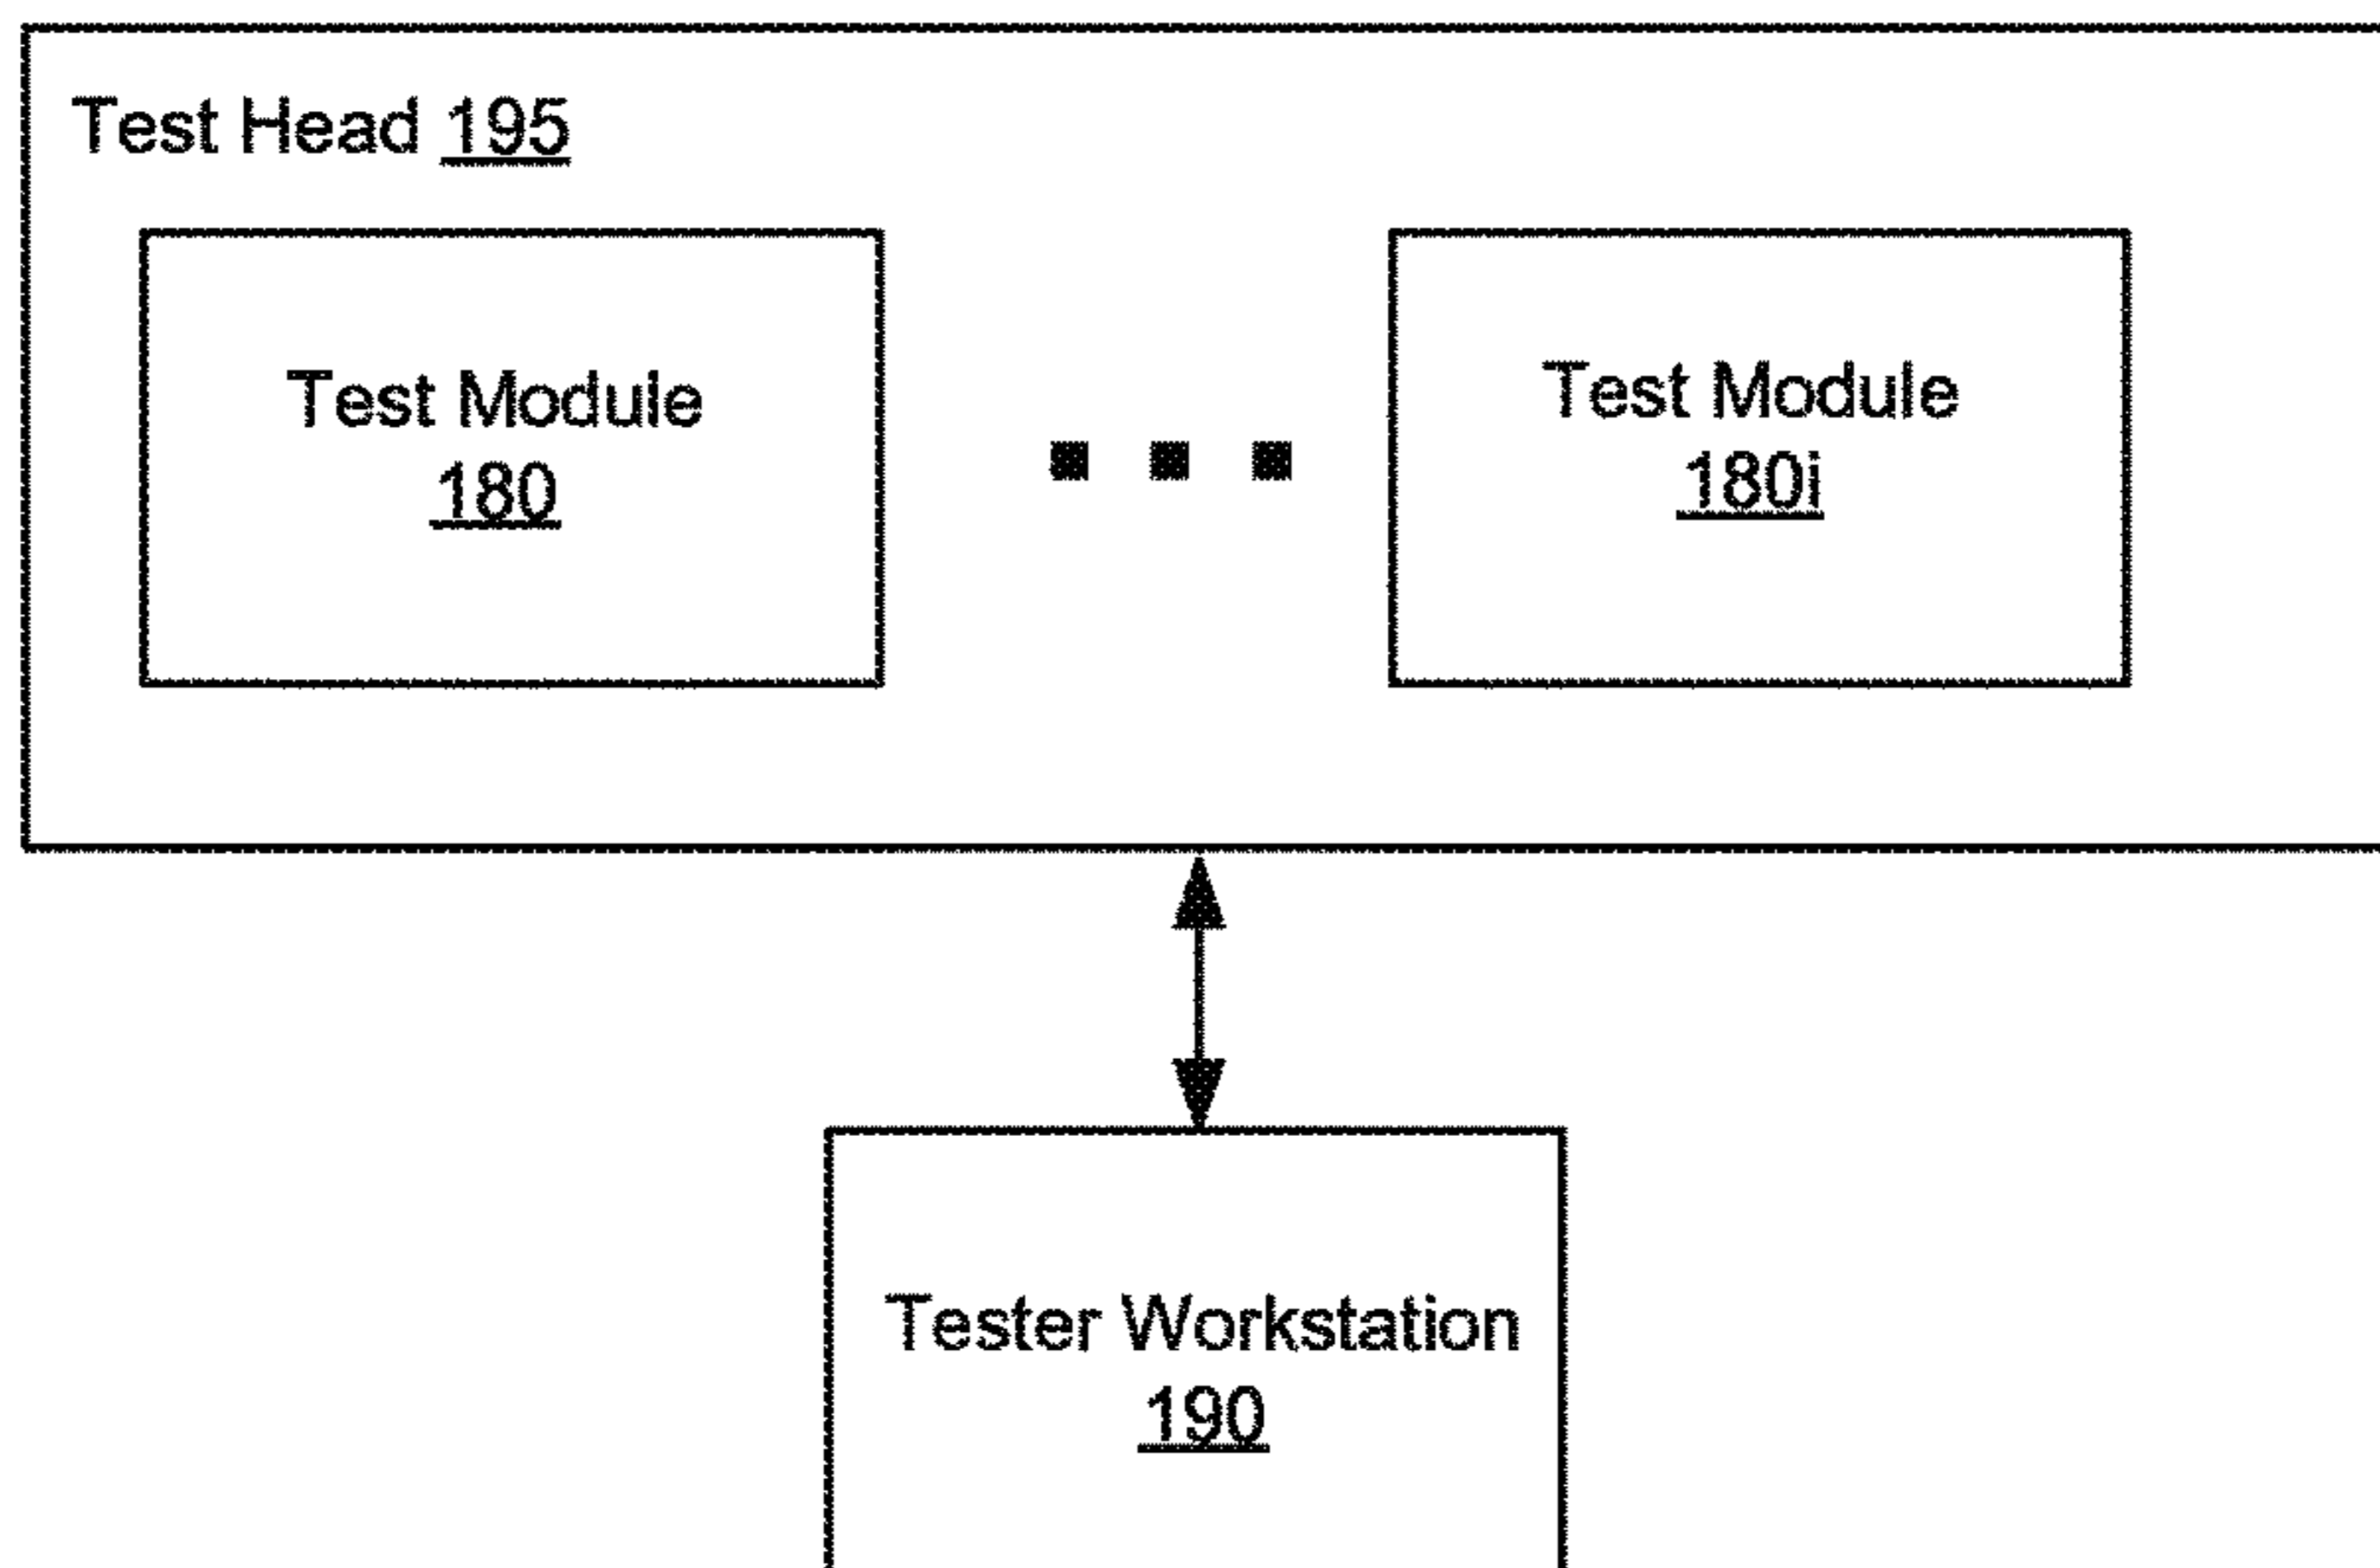 Test Head 195
Test Module
180
Test Module
180i
Tester Workstation
190